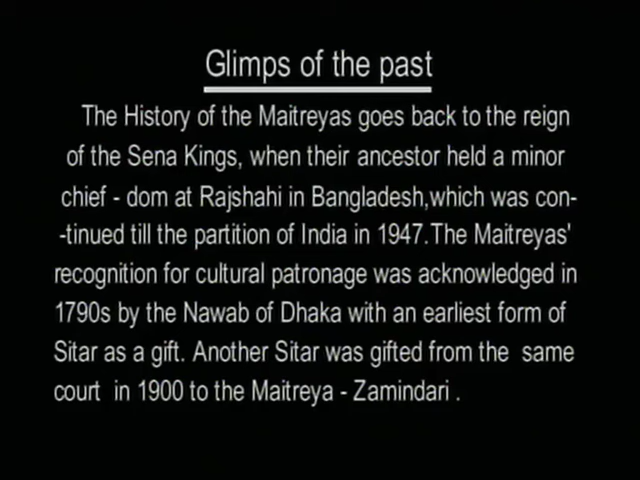 Glimps of the past
The History of the Maitreyas goes back to the reign
of the Sena Kings, when their ancestor held a minor
chief - dom at Rajshahi in Bangladesh,which was con-
-tinued till the partition of India in 1947.The Maitreyas'
recognition for cultural patronage was acknowledged in
1790s by the Nawab of Dhaka with an earliest form of
Sitar as a gift. Another Sitar was gifted from the  same
court  in 1900 to the Maitreya - Zamindari .